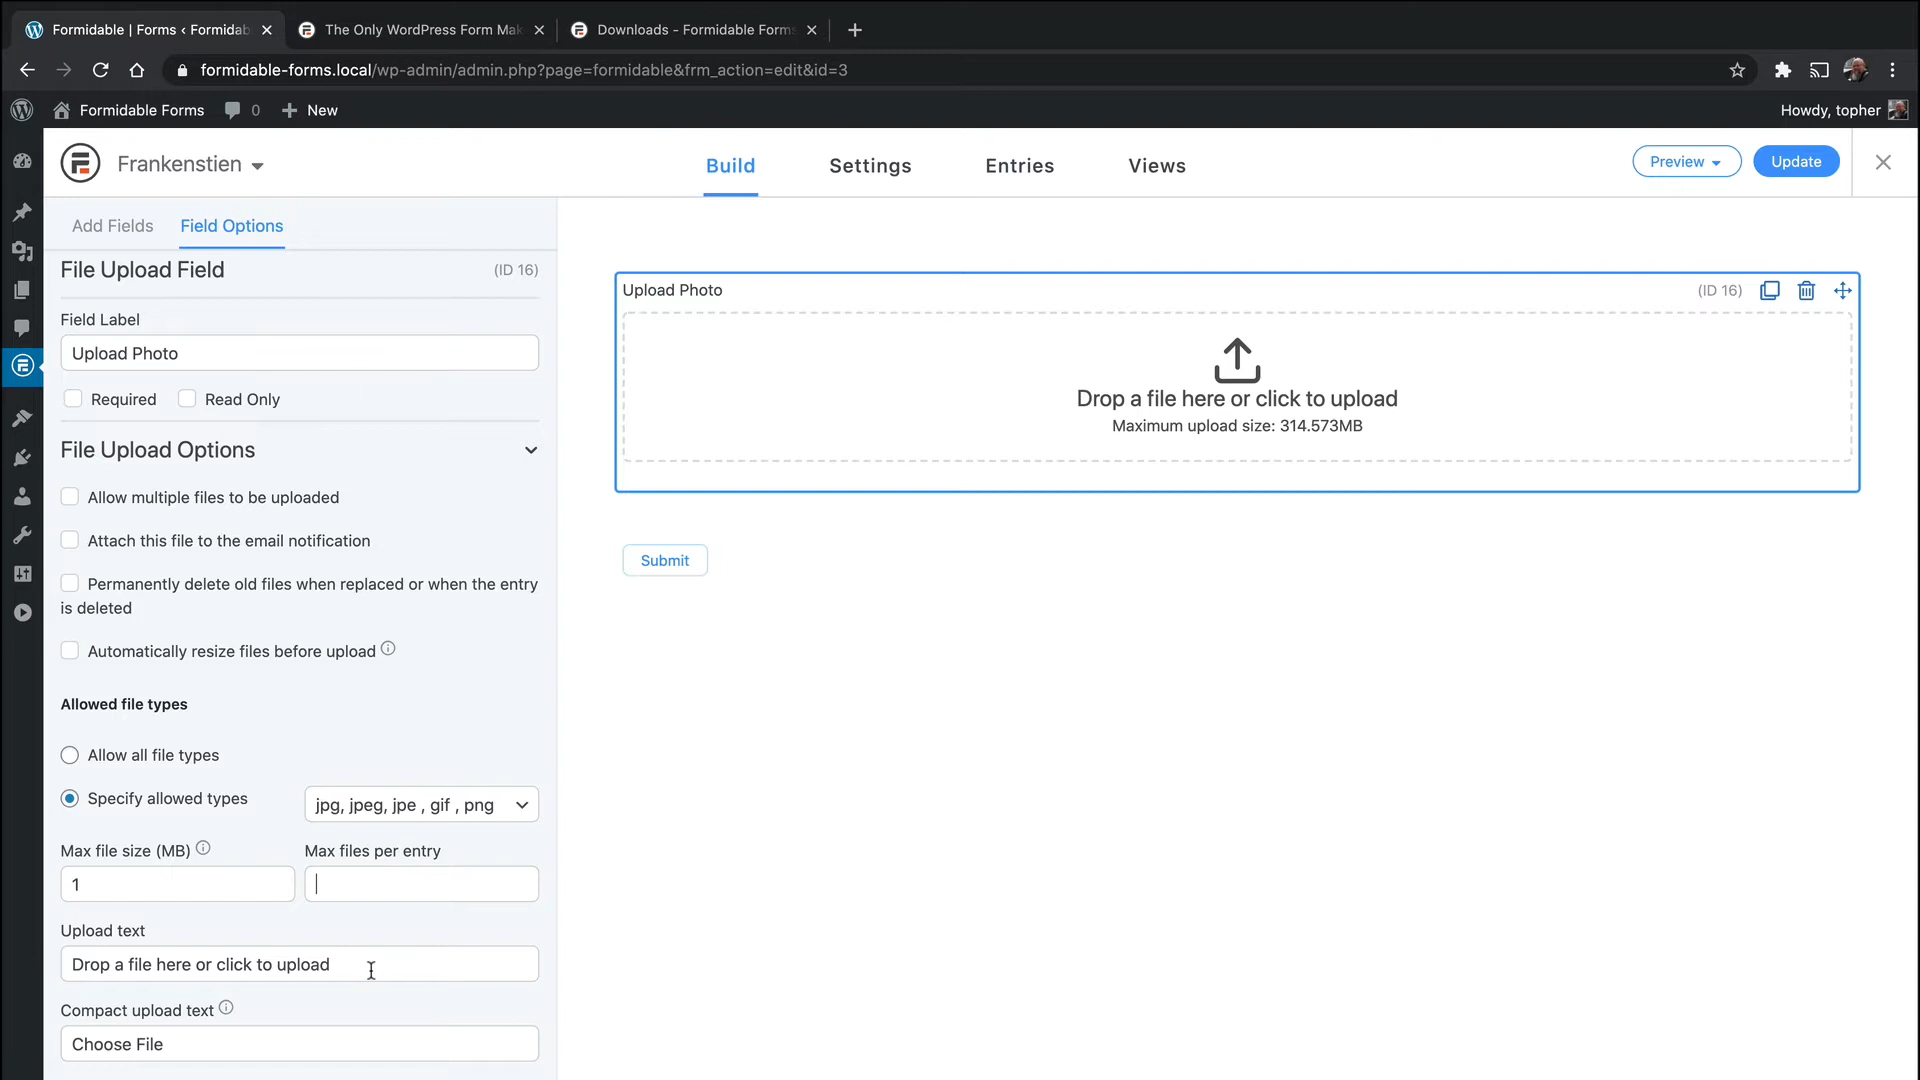 Formidable | Forms ‹ Formidab
The Only WordPress Form Mak
Downloads - Formidable Forms
formidable-forms.local/wp-admin/admin.php?page=formidable&frm_action=edit&id=3
Formidable Forms
0
New
Howdy, topher
Frankenstien
Build
Settings
Entries
Views
Preview
Update
Add Fields
Field Options
File Upload Field
(ID 16)
Field Label
Upload Photo
Required
Read Only
File Upload Options
Allow multiple files to be uploaded
Attach this file to the email notification
Permanently delete old files when replaced or when the entry
is deleted
Automatically resize files before upload
Allowed file types
Allow all file types
Specify allowed types
jpg, jpeg, jpe , gif , png
Max file size (MB)
Max files per entry
1
Upload text
Drop a file here or click to upload
Compact upload text
Choose File
Upload Photo
(ID 16)
Drop a file here or click to upload
Maximum upload size: 314.573MB
Submit